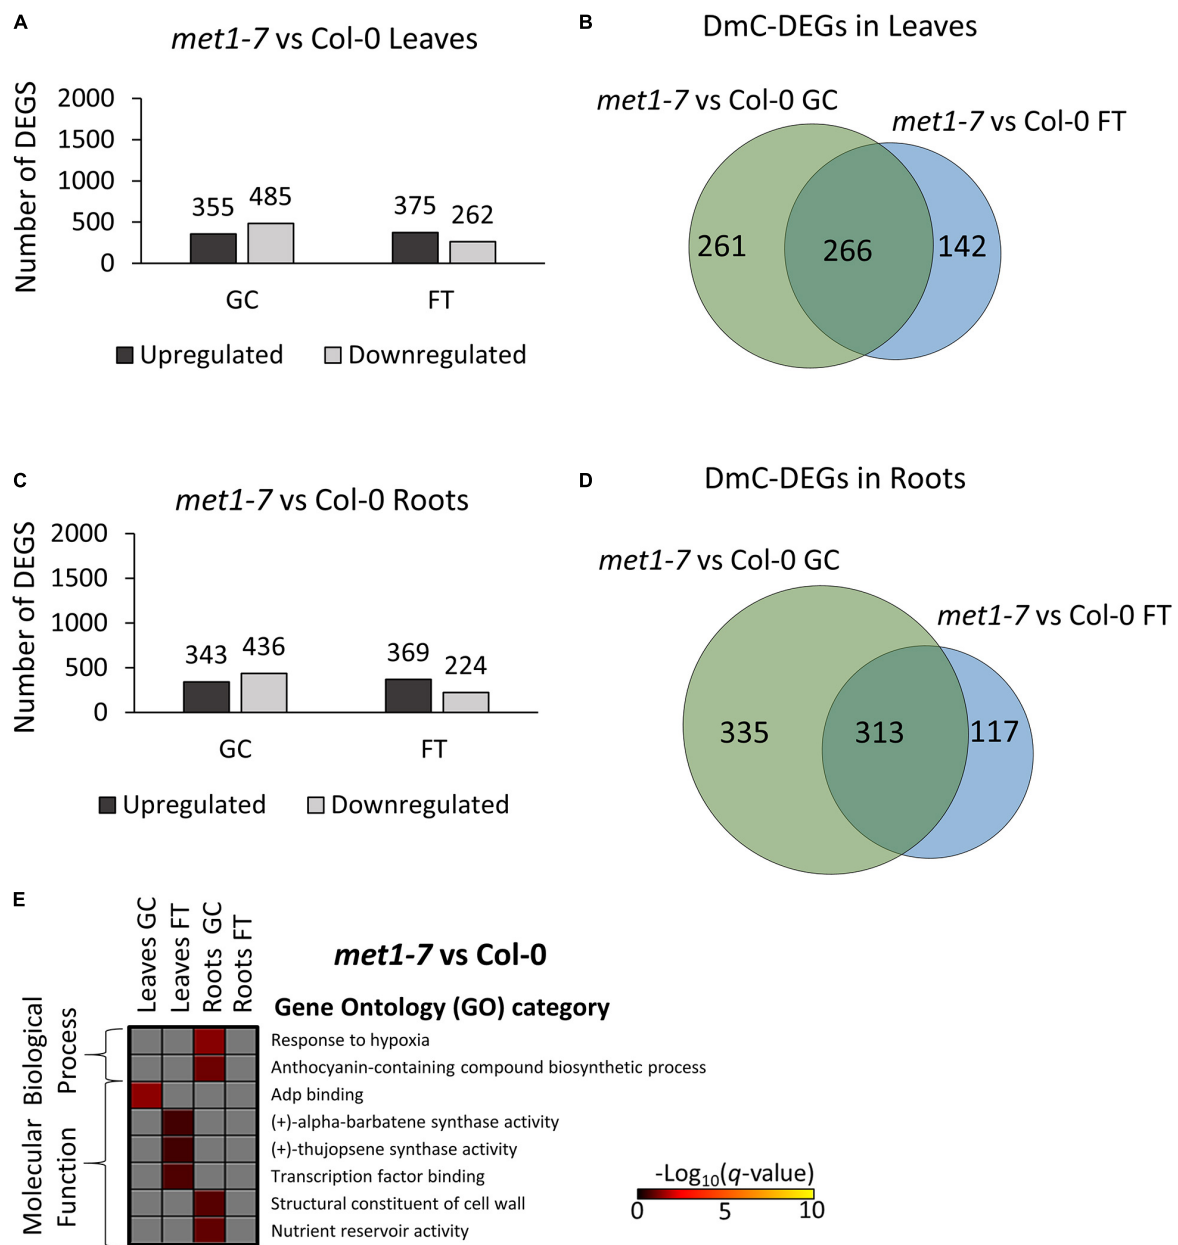 A
met1-7 vs Col-0 Leaves
Number of DEGS
2000
1500
1000
500
0
355
485
375
262
GC
FT
Upregulated
Downregulated
B
DmC-DEGs in Leaves
met1-7 vs Col-0 GC
met1-7 vs Col-0 FT
261
266
142
C
met1-7 vs Col-0 Roots
Number of DEGS
2000
1500
1000
500
0
343
436
369
224
GC
FT
Upregulated
Downregulated
D
DmC-DEGs in Roots
met1-7 vs Col-0 GC
met1-7 vs Col-0 FT
335
313
117
E
Leaves GC
Leaves FT
Roots GC
Roots FT
met1-7 vs Col-0
Gene Ontology (GO) category
Biological
Process
Response to hypoxia
Anthocyanin-containing compound biosynthetic process
Molecular
Function
Adp binding
(+)-alpha-barbatene synthase activity
(+)-thujopsene synthase activity
Transcription factor binding
Structural constituent of cell wall
Nutrient reservoir activity
-Log10(q-value)
0
5
10